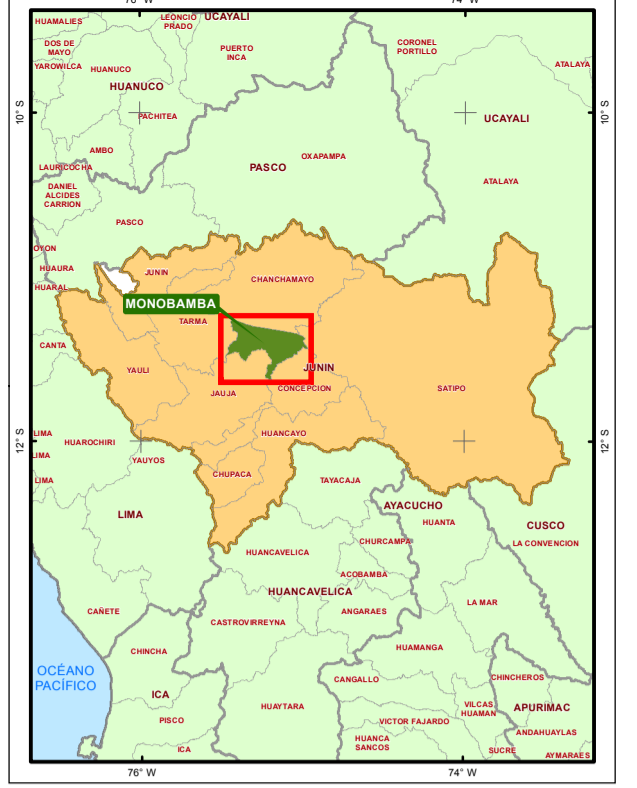 76° W
74° W
HUAMALIES
LEONCIO
PRADO
UCAYALI
DOS DE
MAYO
PUERTO
INCA
CORONEL
PORTILLO
YAROWILCA
HUANUCO
ATALAYA
HUANUCO
10° S
10° S
PACHITEA
UCAYALI
AMBO
LAURICOCHA
OXAPAMPA
PASCO
DANIEL
ALCIDES
CARRION
ATALAYA
PASCO
OYON
HUAURA
JUNIN
CHANCHAMAYO
HUARAL
MONOBAMBA
TARMA
CANTA
YAULI
JUNIN
JAUJA
CONCEPCION
SATIPO
LIMA
HUAROCHIRI
HUANCAYO
12° S
12° S
LIMA
YAUYOS
LIMA
CHUPACA
TAYACAJA
LIMA
AYACUCHO
HUANTA
CUSCO
CHURCAMPA
LA CONVENCION
HUANCAVELICA
ACOBAMBA
HUANCAVELICA
LA MAR
CAÑETE
ANGARAES
CASTROVIRREYNA
CHINCHA
HUAMANGA
OCÉANO
PACÍFICO
CANGALLO
CHINCHEROS
ICA
HUAYTARA
VILCAS
HUAMAN
APURIMAC
PISCO
VICTOR FAJARDO
ANDAHUAYLAS
HUANCA
SANCOS
ICA
SUCRE
AYMARAES
76° W
74° W